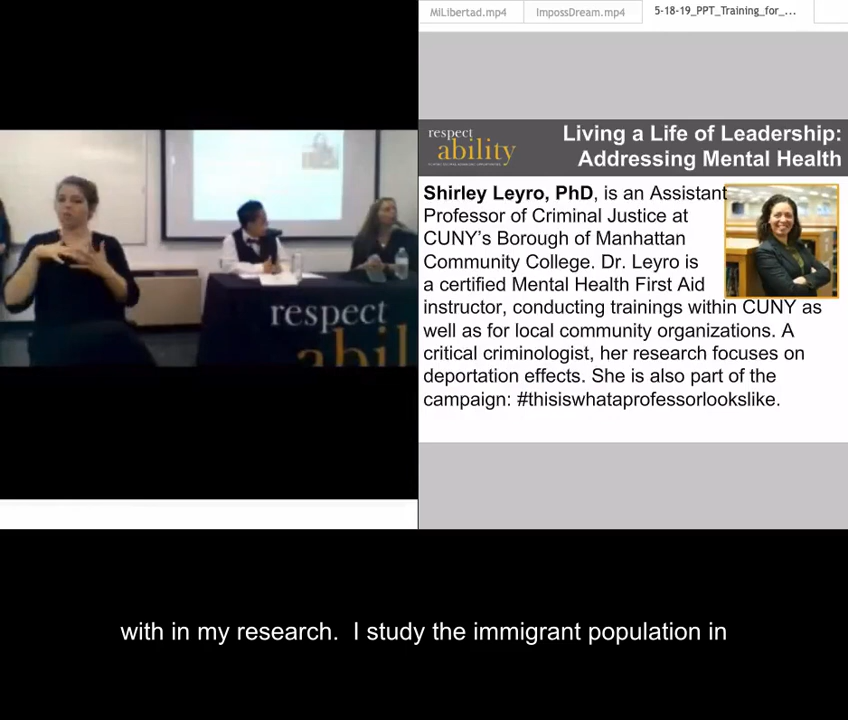 MiLibertad.mp4
ImpossDream.mp4
5-18-19_PPT_Training_for_...
respect
ability
Living a Life of Leadership:
Addressing Mental Health
Shirley Leyro, PhD, is an Assistant
Professor of Criminal Justice at
CUNY's Borough of Manhattan
Community College. Dr. Leyro is
a certified Mental Health First Aid
instructor, conducting trainings within CUNY as
well as for local community organizations. A
critical criminologist, her research focuses on
deportation effects. She is also part of the
campaign: #thisiswhataprofessorlookslike.
respect
abil
with in my research.  I study the immigrant population in